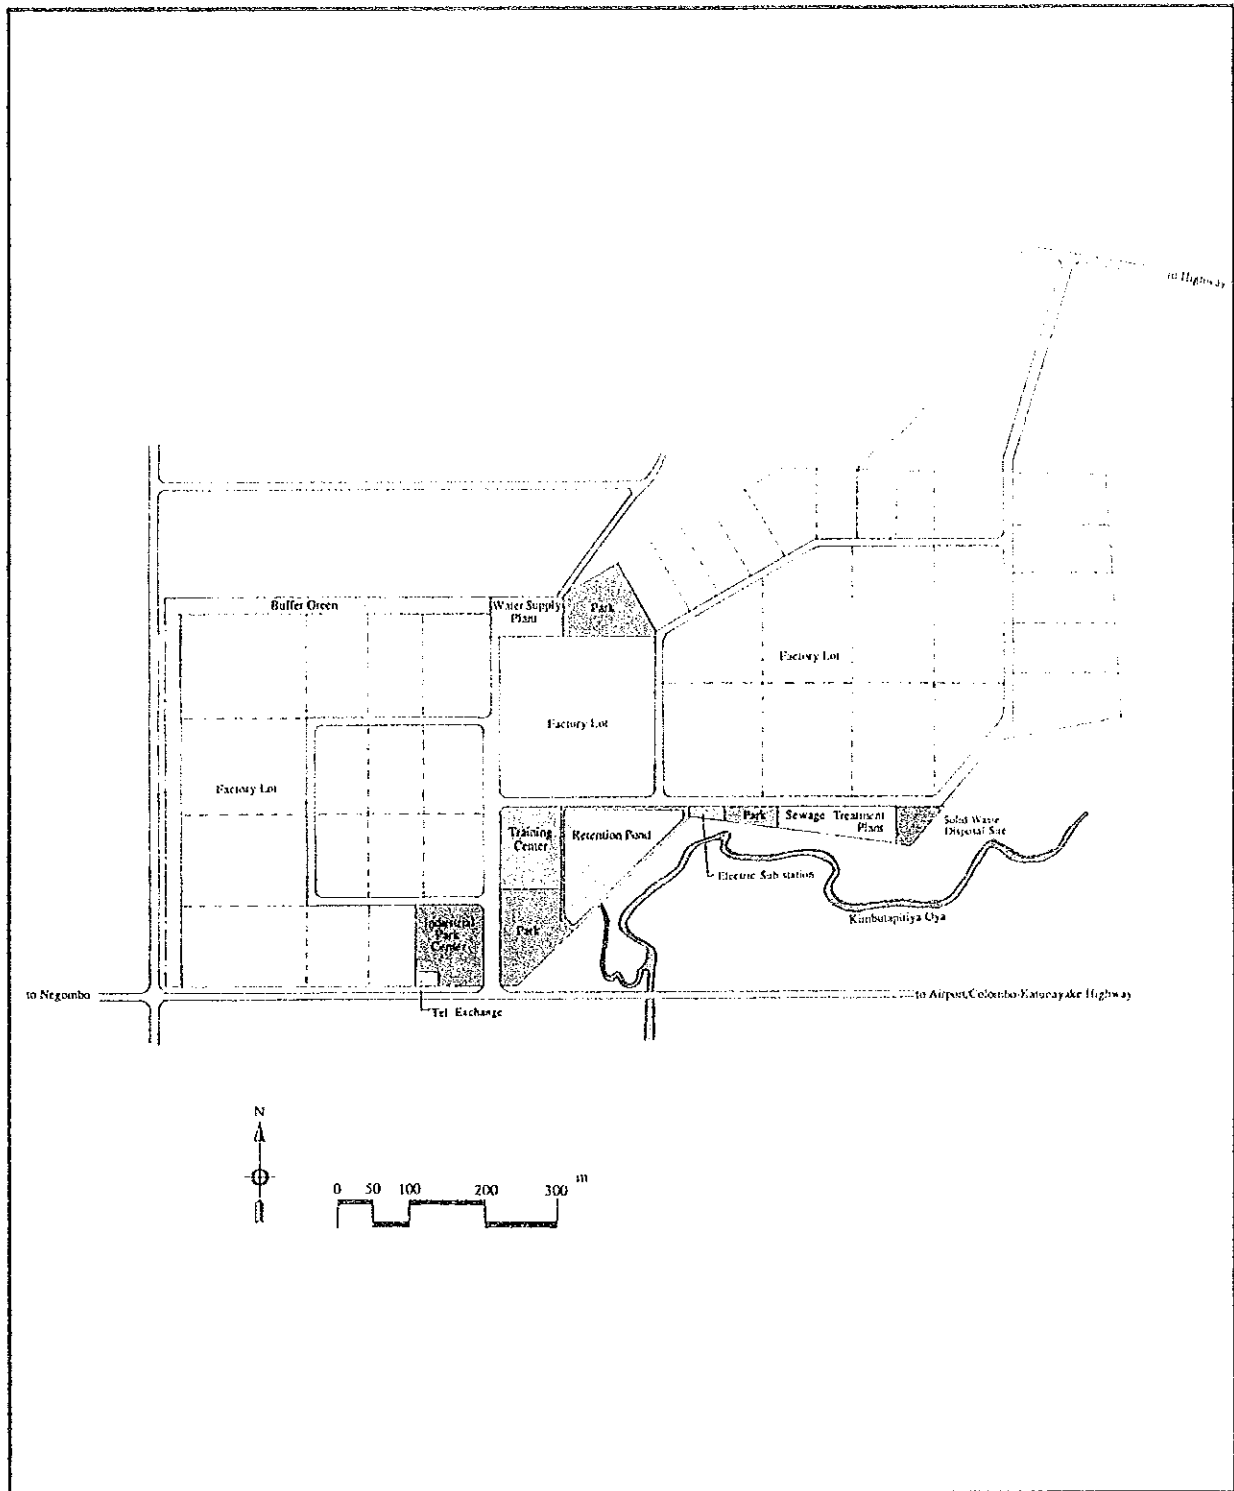 to Highway
Buffer Green
Water Supply
Plant
Park
Factory Lot
Factory Lot
Factory Lot
Training
Center
Retention Pond
Park
Sewage Treatment
Plans
Solid Waste
Disposal Site
Electric Sub station
Kimbulapitiya Oya
Industrial
Park
Center
Park
to Negombo
to Airport/Colombo-Katunayake Highway
Tel Exchange
N
0 50 100 200 300 m